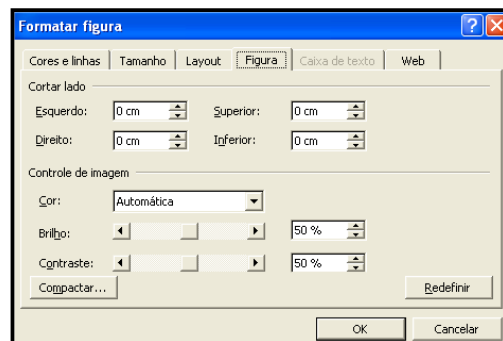 Formatar figura
Cores e linhas Tamanho Layout Figura Caixa de texto Web
Cortar lado
Esquerdo: 0 cm Superior: 0 cm
Direito: 0 cm Inferior: 0 cm
Controle de imagem
Cor: Automática
Brilho: 50 %
Contraste: 50 %
Compactar... Redefinir
OK Cancelar